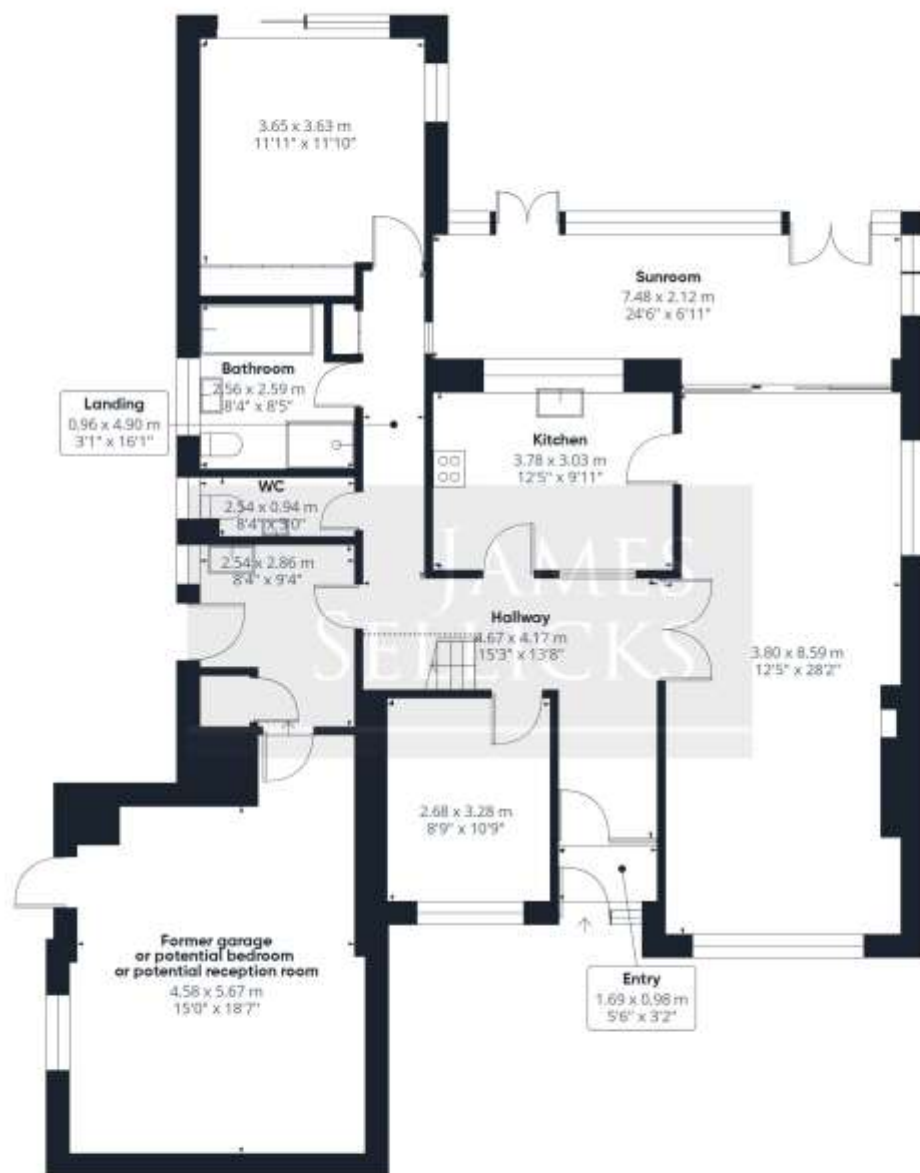 3.65 x 3.63 m
11'11" x 11'10"
Sunroom
7.48 x 2.12 m
24'6" x 6'11"
Bathroom
2.56 x 2.59 m
8'4" x 8'5"
Landing
0.96 x 4.90 m
3'1" x 16'1"
Kitchen
3.78 x 3.03 m
12'5" x 9'11"
WC
2.54 x 0.94 m
8'4" x 3'0"
2.54 x 2.86 m
8'4" x 9'4"
JAMES
SELLICKS
Hallway
4.67 x 4.17 m
15'3" x 13'8"
3.80 x 8.59 m
12'5" x 28'2"
2.68 x 3.28 m
8'9" x 10'9"
Former garage
or potential bedroom
or potential reception room
4.58 x 5.67 m
15'0" x 18'7"
Entry
1.69 x 0.98 m
5'6" x 3'2"